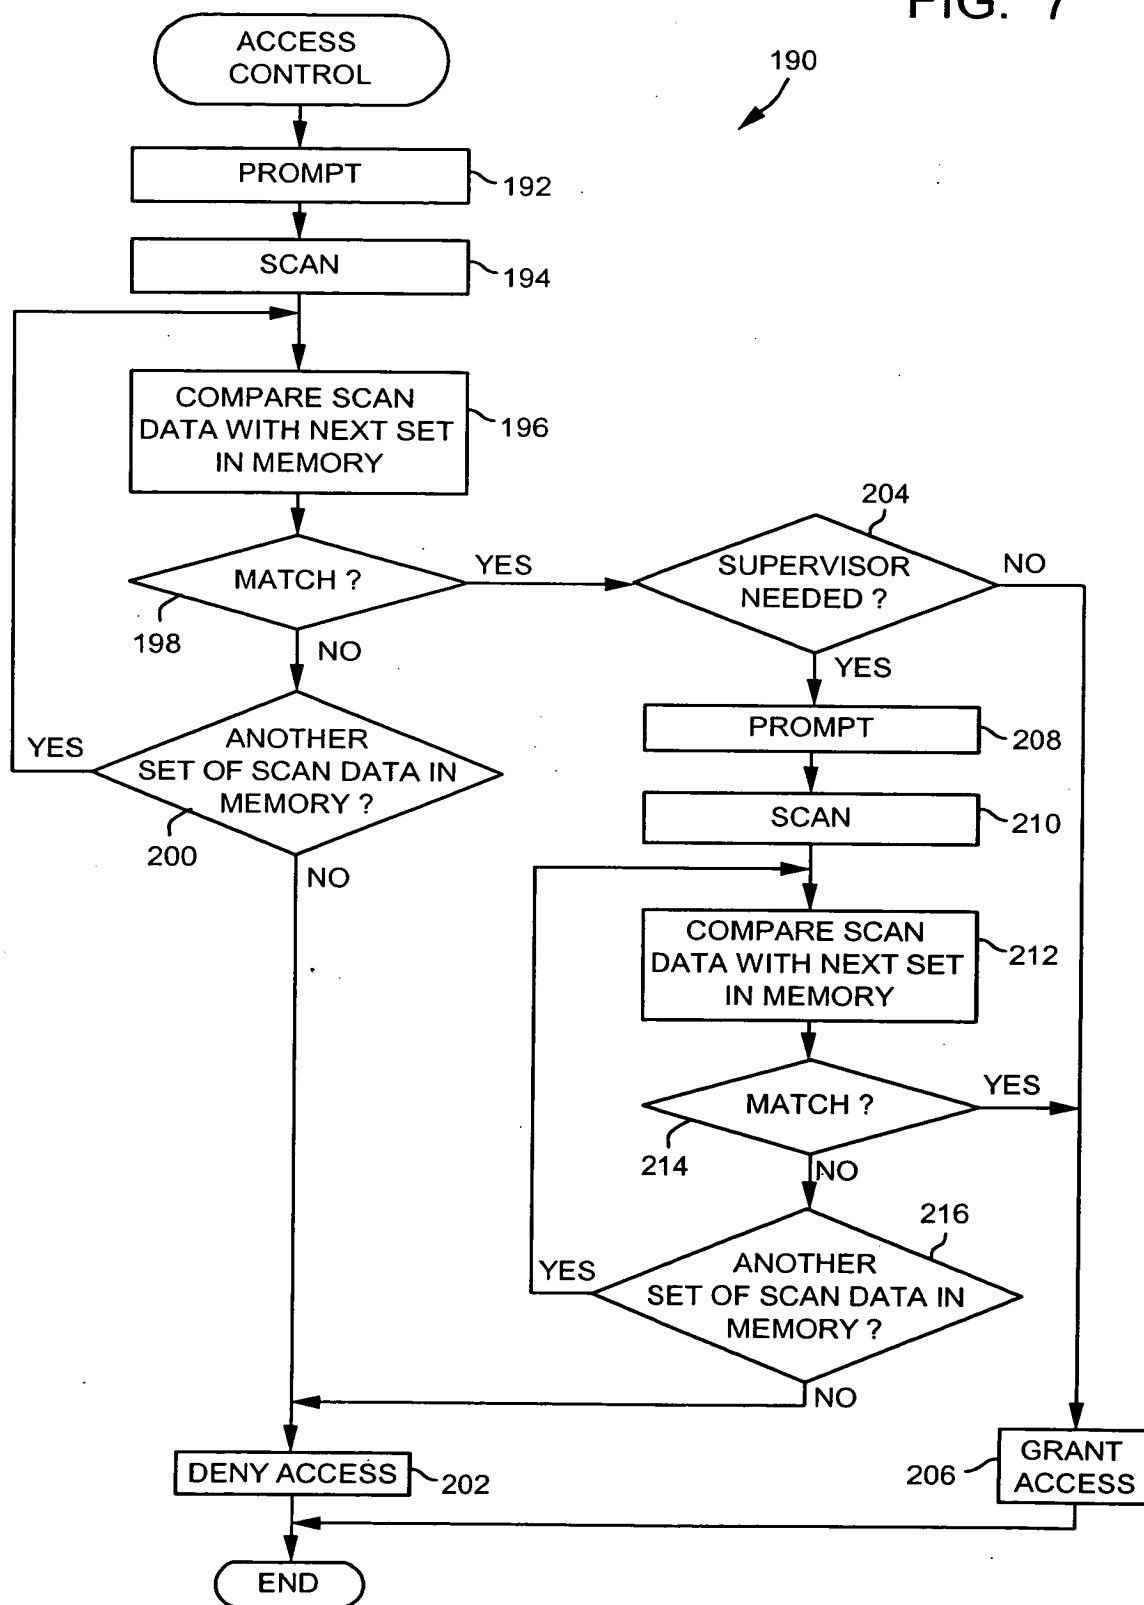 FIG. 7
ACCESS
CONTROL
190
PROMPT
192
SCAN
194
COMPARE SCAN
DATA WITH NEXT SET
IN MEMORY
196
MATCH ?
198
YES
NO
204
SUPERVISOR
NEEDED ?
NO
YES
ANOTHER
SET OF SCAN DATA IN
MEMORY ?
200
YES
NO
PROMPT
208
SCAN
210
COMPARE SCAN
DATA WITH NEXT SET
IN MEMORY
212
MATCH ?
214
YES
NO
216
ANOTHER
SET OF SCAN DATA IN
MEMORY ?
YES
NO
DENY ACCESS
202
206
GRANT
ACCESS
END